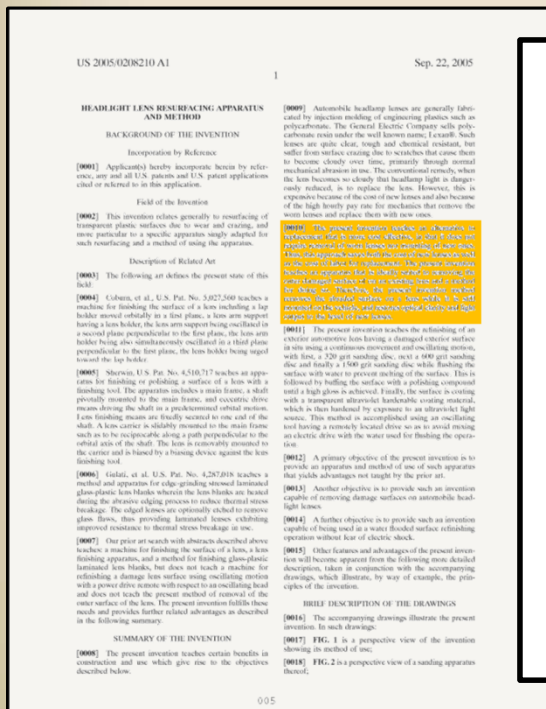 US 2005/0208210 A1
Sep. 22, 2005
1
HEADLIGHT LENS RESURFACING APPARATUS
AND METHOD
BACKGROUND OF THE INVENTION
Incorporation by Reference
[0001] Applicant(s) hereby incorporate herein by refer-
ence, any and all U.S. patents and U.S. patent applications
cited or referred to in this application.
Field of the Invention
[0002] This invention relates generally to resurfacing of
transparent plastic surfaces due to wear and crazing, and
more particular to a specific apparatus singly adapted for
such resurfacing and a method of using the apparatus.
Description of Related Art
[0003] The following art defines the present state of this
field:
[0004] Coburn, et al., U.S. Pat. No. 3,827,560 teaches a
machine for finishing the surface of a lens including a lap
holder moved orbitally in a first plane, a lens arm support
having a lens holder, the lens arm support being oscillated in
a second plane perpendicular to the first plane, the lens arm
holder being also simultaneously oscillated in a third plane
perpendicular to the first plane, the lens holder being urged
toward the lap holder.
[0005] Sherwin, U.S. Pat. No. 4,510,717 teaches an appa-
ratus for finishing or polishing a surface of a lens with a
finishing tool. The apparatus includes a main frame, a shaft
pivotally mounted to the main frame, and eccentric drive
means driving the shaft in a predetermined orbital motion.
Lens finishing means are fixedly secured to one end of the
shaft. A lens carrier is slidably mounted to the main frame
such as to be reciprocable along a path perpendicular to the
orbital axis of the shaft. The lens is removably mounted to
the carrier and is biased by a biasing device against the lens
finishing tool.
[0006] Gulati, et al. U.S. Pat. No. 4,287,018 teaches a
method and apparatus for edge-grinding stressed laminated
glass-plastic lens blanks wherein the lens blanks are heated
during the abrasive edging process to reduce thermal stress
breakage. The edged lenses are optionally etched to remove
glass flaws, thus providing laminated lenses exhibiting
improved resistance to thermal stress breakage in use.
[0007] Our prior art search with abstracts described above
teaches: a machine for finishing the surface of a lens, a lens
finishing apparatus, and a method for finishing glass-plastic
laminated lens blanks, but does not teach a machine for
refinishing a damage lens surface using oscillating motion
with a power drive remote with respect to an oscillating head
and does not teach the present method of removal of the
outer surface of the lens. The present invention fulfills these
needs and provides further related advantages as described
in the following summary.
SUMMARY OF THE INVENTION
[0008] The present invention teaches certain benefits in
construction and use which give rise to the objectives
described below.
[0009] Automobile headlamp lenses are generally fabri-
cated by injection molding of engineering plastics such as
polycarbonate. The General Electric Company sells poly-
carbonate resin under the well known name; Lexan®. Such
lenses are quite clear, tough and chemical resistant, but
suffer from surface crazing due to scratches that cause them
to become cloudy over time, primarily through normal
mechanical abrasion in use. The conventional remedy, when
the lens becomes so cloudy that headlamp light is danger-
ously reduced, is to replace the lens. However, this is
expensive because of the cost of new lenses and also because
of the high hourly pay rate for mechanics that remove the
worn lenses and replace them with new ones.
[0010] The present invention teaches an alternative to
replacement that is more cost effective, in that it does not
require removal of worn lenses nor mounting of new ones.
[0011] The present invention teaches the refinishing of an
exterior automotive lens having a damaged exterior surface
in situ using a continuous movement and oscillating motion,
with first, a 320 grit sanding disc, next a 600 grit sanding
disc and finally a 1500 grit sanding disc while flushing the
surface with water to prevent melting of the surface. This is
followed by buffing the surface with a polishing compound
until a high gloss is achieved. Finally, the surface is coating
with a transparent ultraviolet hardenable coating material,
which is then hardened by exposure to an ultraviolet light
source. This method is accomplished using an oscillating
tool having a remotely located drive so as to avoid mixing
an electric drive with the water used for flushing the opera-
tion.
[0012] A primary objective of the present invention is to
provide an apparatus and method of use of such apparatus
that yields advantages not taught by the prior art.
[0013] Another objective is to provide such an invention
capable of removing damage surfaces on automobile head-
light lenses.
[0014] A further objective is to provide such an invention
capable of being used in a water flooded surface refinishing
operation without fear of electric shock.
[0015] Other features and advantages of the present inven-
tion will become apparent from the following more detailed
description, taken in conjunction with the accompanying
drawings, which illustrate, by way of example, the prin-
ciples of the invention.
BRIEF DESCRIPTION OF THE DRAWINGS
[0016] The accompanying drawings illustrate the present
invention. In such drawings:
[0017] FIG. 1 is a perspective view of the invention
showing its method of use;
[0018] FIG. 2 is a perspective view of a sanding apparatus
thereof;
005